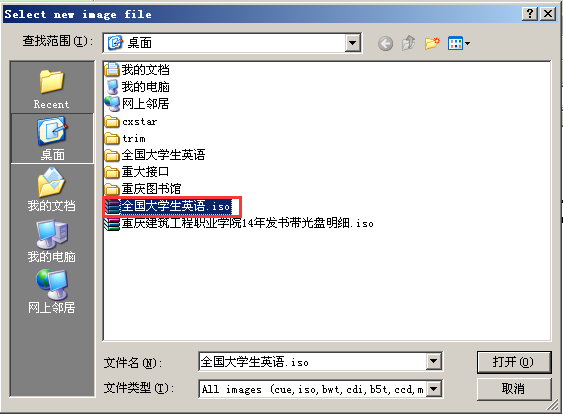 Select new image file
查找范围(I):
桌面
Recent
桌面
我的文档
我的电脑
网上邻居
我的文档
我的电脑
网上邻居
cxstar
trim
全国大学生英语
重大接口
重庆图书馆
全国大学生英语.iso
重庆建筑工程职业学院14年发书带光盘明细.iso
文件名(N):
全国大学生英语.iso
打开(O)
文件类型(T):
All images (cue,iso,bwt,cdi,b5t,ccd,m
取消